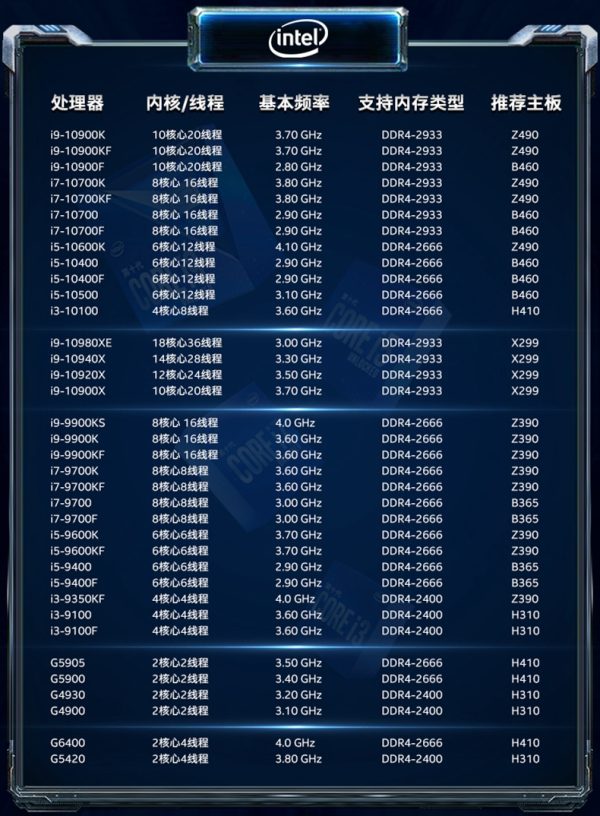 intel
处理器 内核/线程 基本频率 支持内存类型 推荐主板
i9-10900K 10核心20线程 3.70 GHz DDR4-2933 Z490
i9-10900KF 10核心20线程 3.70 GHz DDR4-2933 Z490
i9-10900F 10核心20线程 2.80 GHz DDR4-2933 B460
i7-10700K 8核心 16线程 3.80 GHz DDR4-2933 Z490
i7-10700KF 8核心 16线程 3.80 GHz DDR4-2933 Z490
i7-10700 8核心 16线程 2.90 GHz DDR4-2933 B460
i7-10700F 8核心 16线程 2.90 GHz DDR4-2933 B460
i5-10600K 6核心12线程 4.10 GHz DDR4-2666 Z490
i5-10400 6核心12线程 2.90 GHz DDR4-2666 B460
i5-10400F 6核心12线程 2.90 GHz DDR4-2666 B460
i5-10500 6核心12线程 3.10 GHz DDR4-2666 B460
i3-10100 4核心8线程 3.60 GHz DDR4-2666 H410
i9-10980XE 18核心36线程 3.00 GHz DDR4-2933 X299
i9-10940X 14核心28线程 3.30 GHz DDR4-2933 X299
i9-10920X 12核心24线程 3.50 GHz DDR4-2933 X299
i9-10900X 10核心20线程 3.70 GHz DDR4-2933 X299
i9-9900KS 8核心 16线程 4.0 GHz DDR4-2666 Z390
i9-9900K 8核心 16线程 3.60 GHz DDR4-2666 Z390
i9-9900KF 8核心 16线程 3.60 GHz DDR4-2666 Z390
i7-9700K 8核心8线程 3.60 GHz DDR4-2666 Z390
i7-9700KF 8核心8线程 3.60 GHz DDR4-2666 Z390
i7-9700 8核心8线程 3.00 GHz DDR4-2666 B365
i7-9700F 8核心8线程 3.00 GHz DDR4-2666 B365
i5-9600K 6核心6线程 3.70 GHz DDR4-2666 Z390
i5-9600KF 6核心6线程 3.70 GHz DDR4-2666 Z390
i5-9400 6核心6线程 2.90 GHz DDR4-2666 B365
i5-9400F 6核心6线程 2.90 GHz DDR4-2666 B365
i3-9350KF 4核心4线程 4.0 GHz DDR4-2400 Z390
i3-9100 4核心4线程 3.60 GHz DDR4-2400 H310
i3-9100F 4核心4线程 3.60 GHz DDR4-2400 H310
G5905 2核心2线程 3.50 GHz DDR4-2666 H410
G5900 2核心2线程 3.40 GHz DDR4-2666 H410
G4930 2核心2线程 3.20 GHz DDR4-2400 H310
G4900 2核心2线程 3.10 GHz DDR4-2400 H310
G6400 2核心4线程 4.0 GHz DDR4-2666 H410
G5420 2核心4线程 3.80 GHz DDR4-2400 H310